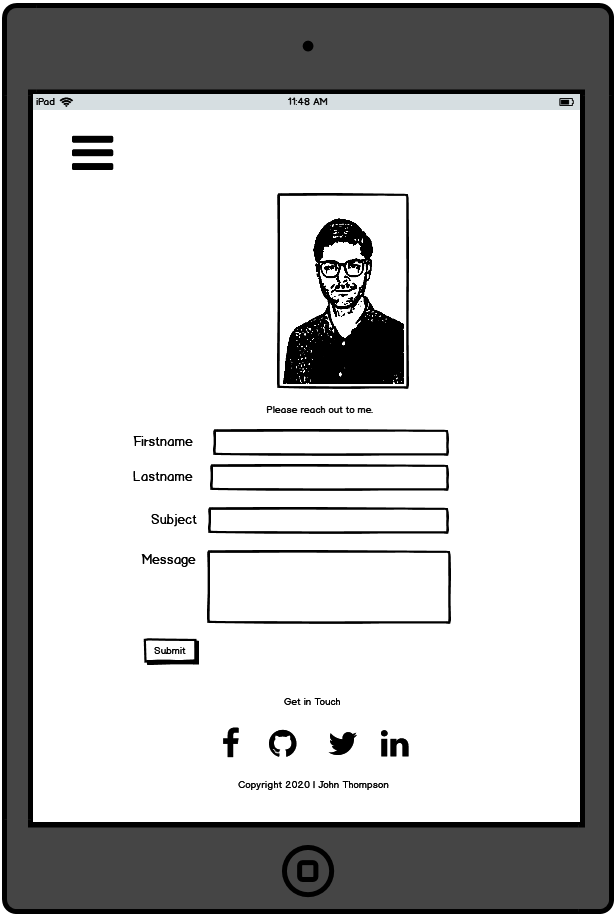 iPad 11:48 AM
Please reach out to me.
Firstname
Lastname
Subject
Message
Submit
Get in Touch
Copyright 2020 | John Thompson